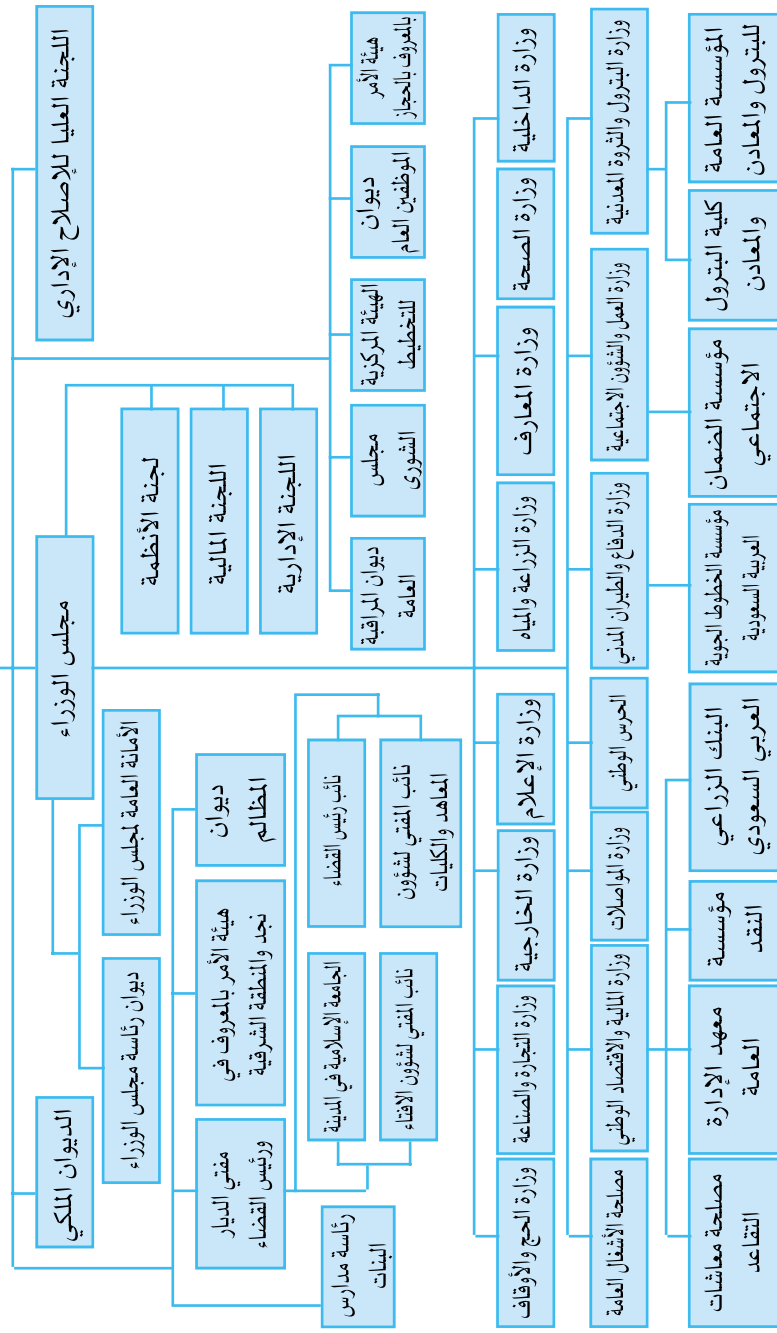 اللجنة العليا للإصلاح الإداري
مجلس الوزراء
الديوان الملكي
لجنة الأنظمة
اللجنة المالية
اللجنة الإدارية
الأمانة العامة لمجلس الوزراء
ديوان رئاسة مجلس الوزراء
هيئة الأمر
بالمعروف بالحجاز
ديوان
الموظفين العام
الهيئة المركزية
للتخطيط
مجلس
الشورى
ديوان المراقبة
العامة
ديوان
المظالم
هيئة الأمر بالمعروف في
نجد والمنطقة الشرقية
مفتي الديار
ورئيس القضاء
رئاسة مدارس
البنات
نائب رئيس القضاء
نائب المفتي لشؤون
المعاهد والكليات
الجامعة الإسلامية في المدينة
نائب المفتي لشؤون الافتاء
وزارة الداخلية
وزارة الصحة
وزارة المعارف
وزارة الزراعة والمياه
وزارة الإعلام
وزارة الخارجية
وزارة التجارة والصناعة
وزارة الحج والأوقاف
وزارة البترول والثروة المعدنية
وزارة العمل والشؤون الاجتماعية
وزارة الدفاع والطيران المدني
الحرس الوطني
وزارة المواصلات
وزارة المالية والاقتصاد الوطني
مصلحة الأشغال العامة
المؤسسة العامة
للبترول والمعادن
كلية البترول
والمعادن
مؤسسة الضمان
الاجتماعي
مؤسسة الخطوط الجوية
العربية السعودية
البنك الزراعي
العربي السعودي
مؤسسة
النقد
معهد الإدارة
العامة
مصلحة معاشات
التقاعد